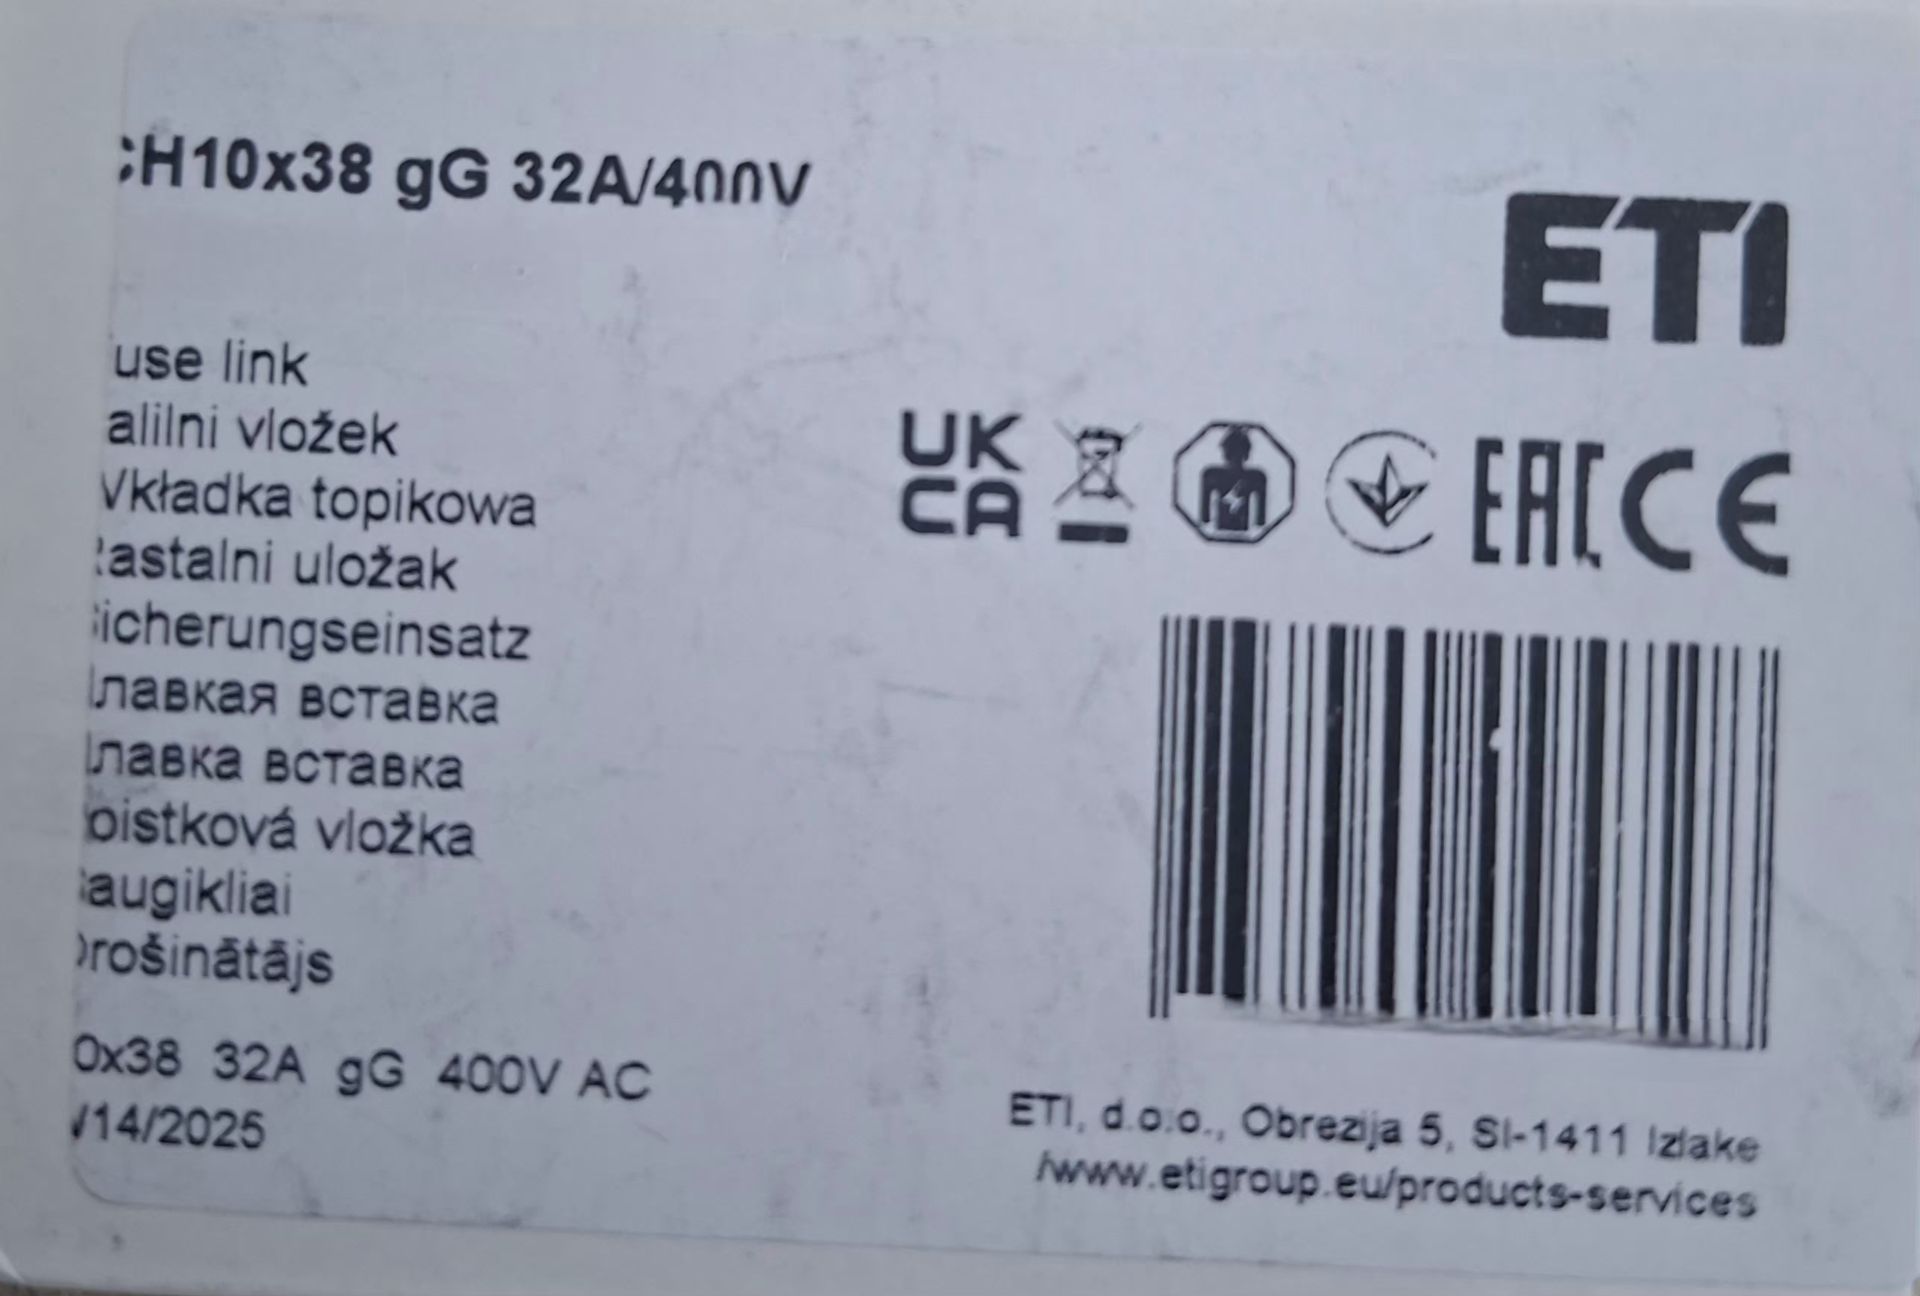 CH10x38 gG 32A/400V
ETI
use link
alilni vložek
Vkładka topikowa
astalni uložak
icherungseinsatz
лавкая вставка
лавка вставка
oistková vložka
augikliai
Drošinātājs
UK
CA
EAC CE
0x38 32A gG 400V AC
/14/2025
ETI, d.o.o., Obrezija 5, SI-1411 Izlake
/www.etigroup.eu/products-services